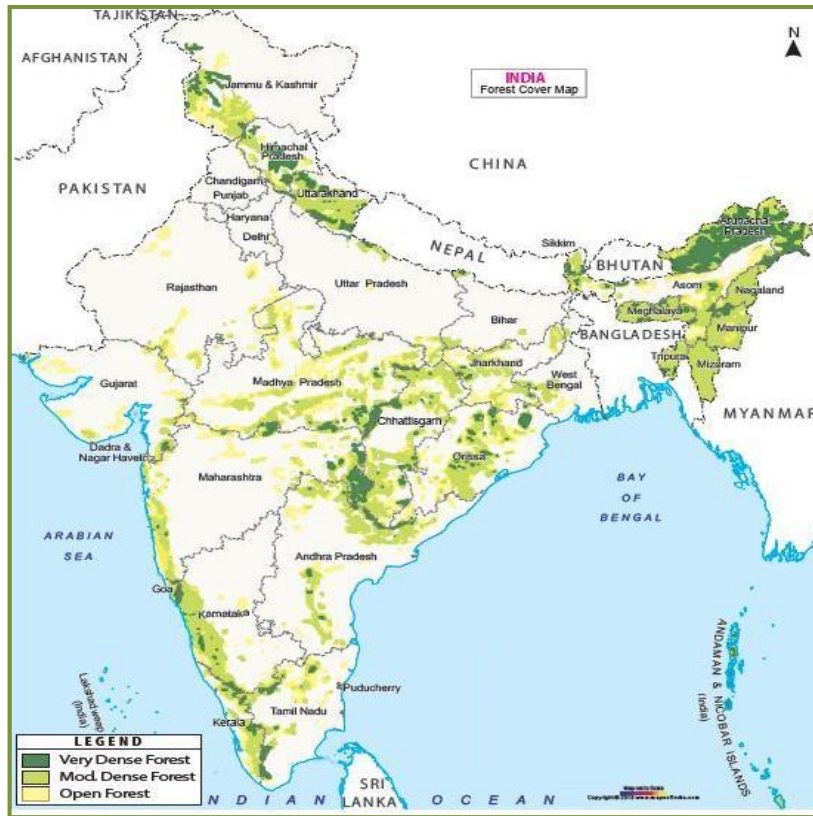 TAJIKISTAN
N
AFGHANISTAN
INDIA
Forest Cover Map
Jammu & Kashmir
Himachal
Pradesh
CHINA
PAKISTAN
Chandigarh
Punjab
Uttarakhand
Haryana
Delhi
Arunachal
Pradesh
NEPAL
Sikkim
BHUTAN
Rajasthan
Uttar Pradesh
Asom
Nagaland
Bihar
Meghalaya
BANGLADESH
Manipur
Jharkhand
Tripura
Mizoram
Gujarat
Madhya Pradesh
West
Bengal
MYANMAR
Chhattisgarh
Dadra &
Nagar Haveli
Maharashtra
Orissa
BAY
OF
BENGAL
ARABIAN
SEA
Andhra Pradesh
Goa
Karnataka
ANDAMAN & NICOBAR ISLANDS
(India)
Lakshadweep
(India)
Puducherry
Kerala
Tamil Nadu
LEGEND
Very Dense Forest
Mod. Dense Forest
Open Forest
SRI
LANKA
INDIAN OCEAN